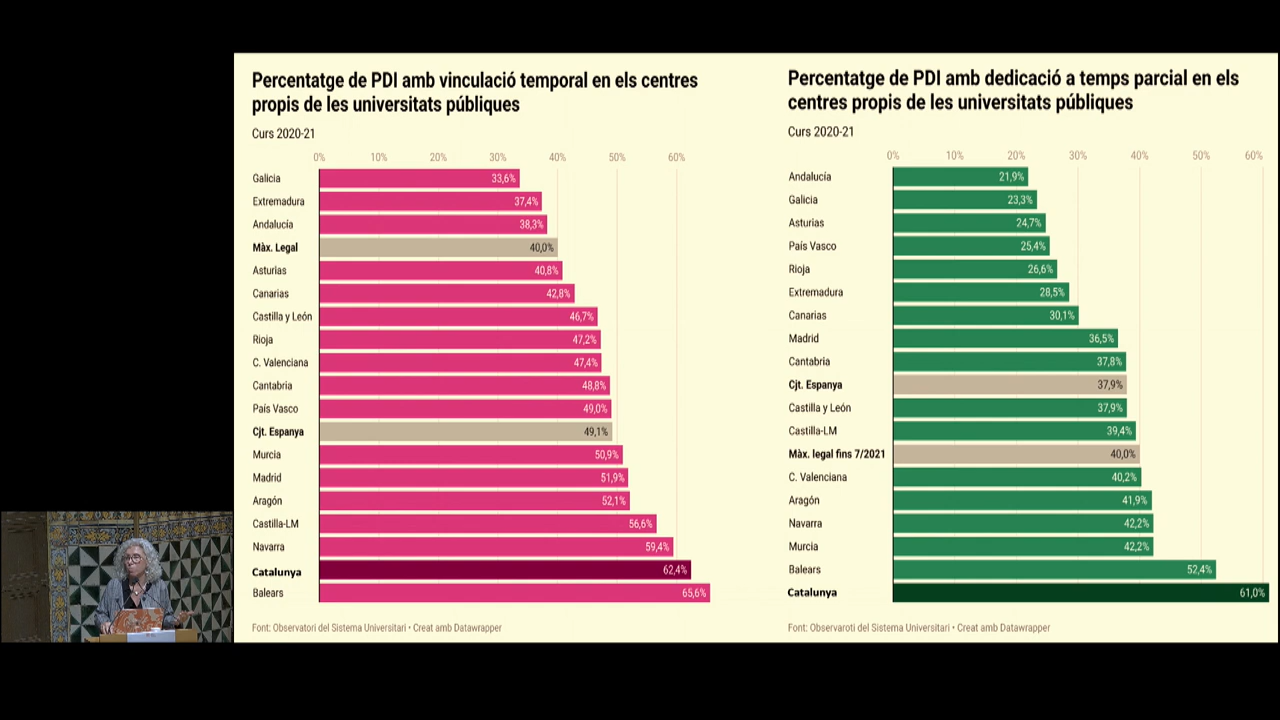 Percentatge de PDI amb vinculació temporal en els centres
propis de les universitats públiques
Curs 2020-21
0% 10% 20% 30% 40% 50% 60%
Galicia 33,6%
Extremadura 37,4%
Andalucía 38,3%
Màx. Legal 40,0%
Asturias 40,8%
Canarias 42,8%
Castilla y León 46,7%
Rioja 47,2%
C. Valenciana 47,4%
Cantabria 48,8%
País Vasco 49,0%
Cjt. Espanya 49,1%
Murcia 50,9%
Madrid 51,9%
Aragón 52,1%
Castilla-LM 56,6%
Navarra 59,4%
Catalunya 62,4%
Balears 65,6%
Font: Observatori del Sistema Universitari • Creat amb Datawrapper
Percentatge de PDI amb dedicació a temps parcial en els
centres propis de les universitats públiques
Curs 2020-21
0% 10% 20% 30% 40% 50% 60%
Andalucía 21,9%
Galicia 23,3%
Asturias 24,7%
País Vasco 25,4%
Rioja 26,6%
Extremadura 28,5%
Canarias 30,1%
Madrid 36,5%
Cantabria 37,8%
Cjt. Espanya 37,9%
Castilla y León 37,9%
Castilla-LM 39,4%
Màx. legal fins 7/2021 40,0%
C. Valenciana 40,2%
Aragón 41,9%
Navarra 42,2%
Murcia 42,2%
Balears 52,4%
Catalunya 61,0%
Font: Observaroti del Sistema Universitari • Creat amb Datawrapper